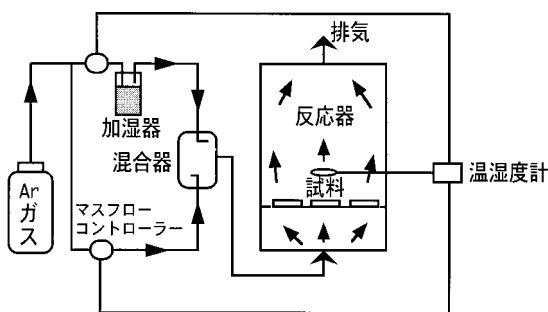 排気
反応器
加湿器
混合器
試料
温湿度計
Ar
ガ
ス
マスフロー
コントローラー